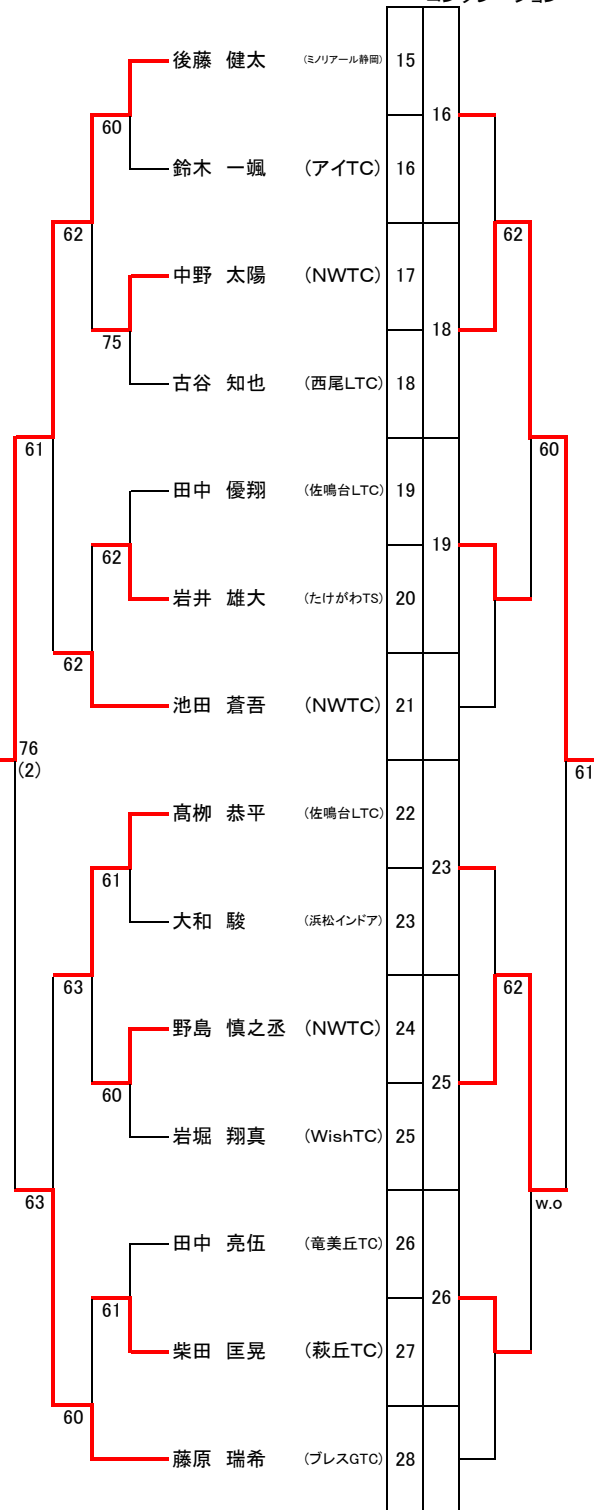 後藤 健太 (ミノリアール静岡) 15
60 16
鈴木 一颯 (アイTC) 16
62 62
中野 太陽 (NWTC) 17
75 18
古谷 知也 (西尾LTC) 18
61 60
田中 優翔 (佐鳴台LTC) 19
62 19
岩井 雄大 (たけがわTS) 20
62
池田 蒼吾 (NWTC) 21
76
(2) 61
髙栁 恭平 (佐鳴台LTC) 22
61 23
大和 駿 (浜松インドア) 23
63 62
野島 慎之丞 (NWTC) 24
60 25
岩堀 翔真 (WishTC) 25
63 w.o
田中 亮伍 (竜美丘TC) 26
61 26
柴田 匡晃 (萩丘TC) 27
60
藤原 瑞希 (ブレスGTC) 28